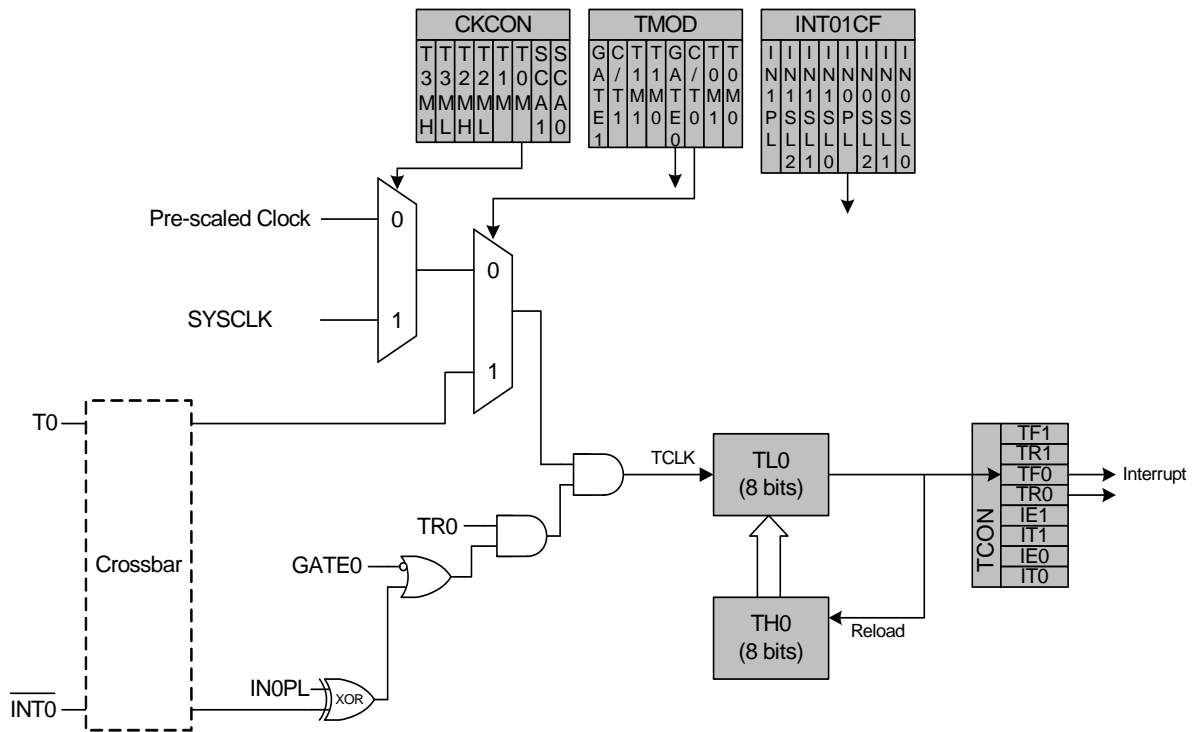 CKCON
T3MH
T3ML
T2MH
T2ML
T1M
T0M
SCA1
SCA0
TMOD
GATE1
C/T1
T1M1
T1M0
GATE0
C/T0
T0M1
T0M0
INT01CF
IN1PL
IN1SL2
IN1SL1
IN1SL0
IN0PL
IN0SL2
IN0SL1
IN0SL0
Pre-scaled Clock
0
SYSCLK
1
0
1
T0
Crossbar
INT0
GATE0
TR0
IN0PL
XOR
TCLK
TL0
(8 bits)
TH0
(8 bits)
Reload
TCON
TF1
TR1
TF0
TR0
IE1
IT1
IE0
IT0
Interrupt